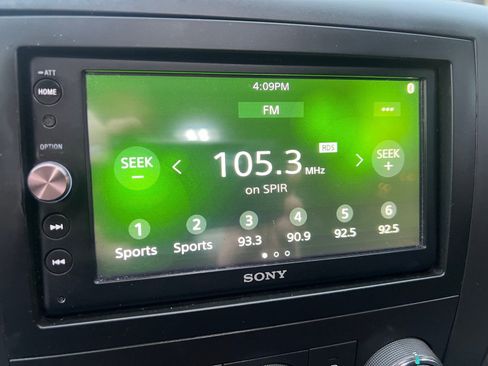 4:09PM
-ATT
HOME
FM
OPTION
SEEK
−
105.3 MHz
RDS
SEEK
+
on SPIR
1 2 3 4 5 6
Sports Sports 93.3 90.9 92.5 92.5
SONY